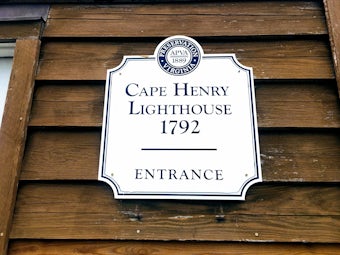 PRESERVATION
APVA
1889
VIRGINIA
CAPE HENRY
LIGHTHOUSE
1792
ENTRANCE